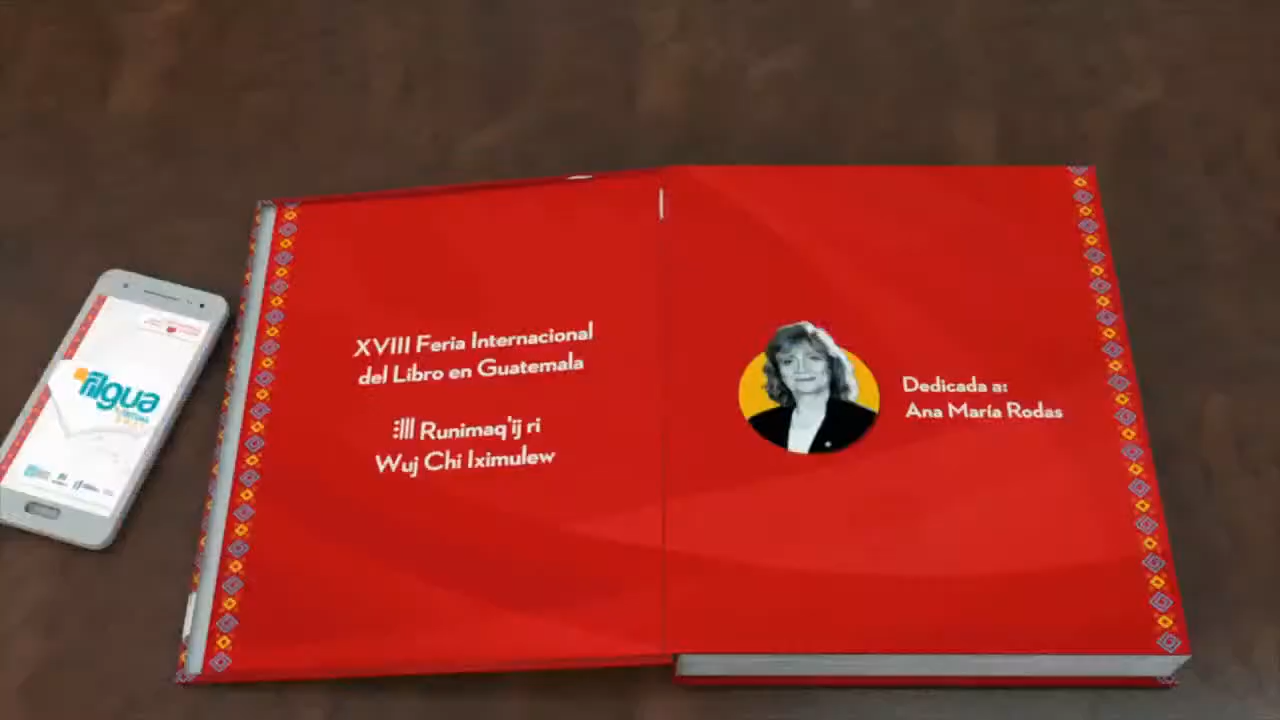 XVIII Feria Internacional
del Libro en Guatemala
Runimaq'ij ri
Wuj Chi Iximulew
Dedicada a:
Ana María Rodas
filgua